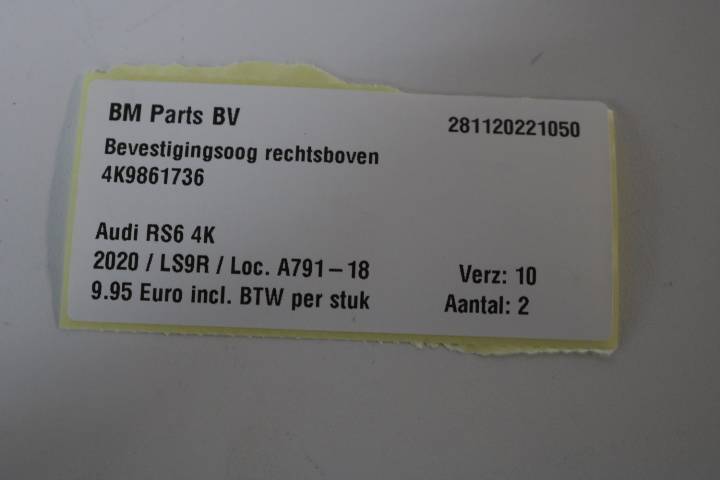 BM Parts BV
281120221050
Bevestigingsoog rechtsboven
4K9861736
Audi RS6 4K
2020 / LS9R / Loc. A791-18
Verz: 10
9.95 Euro incl. BTW per stuk
Aantal: 2